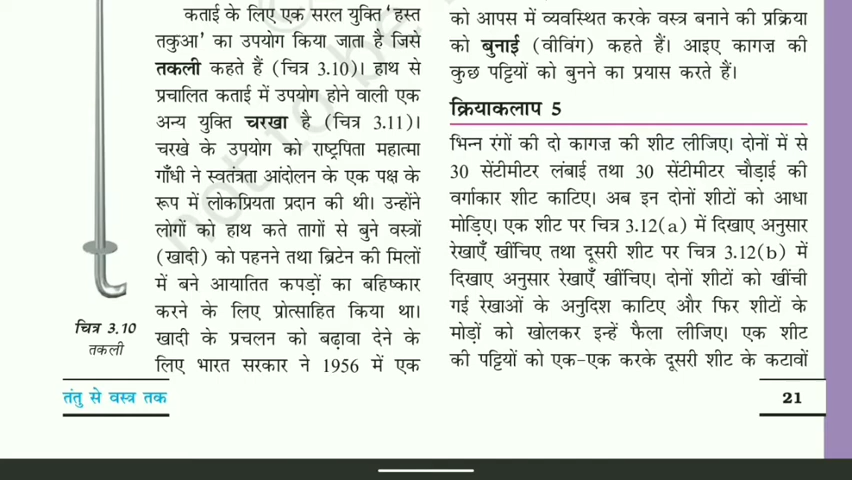 कताई के लिए एक सरल युक्ति 'हस्त
तकुआ' का उपयोग किया जाता है जिसे
तकली कहते हैं (चित्र 3.10)। हाथ से
प्रचालित कताई में उपयोग होने वाली एक
अन्य युक्ति चरखा है (चित्र 3.11)।
चरखे के उपयोग को राष्ट्रपिता महात्मा
गाँधी ने स्वतंत्रता आंदोलन के एक पक्ष के
रूप में लोकप्रियता प्रदान की थी। उन्होंने
लोगों को हाथ कते तागों से बुने वस्त्रों
(खादी) को पहनने तथा ब्रिटेन की मिलों
में बने आयातित कपड़ों का बहिष्कार
करने के लिए प्रोत्साहित किया था।
खादी के प्रचलन को बढ़ावा देने के
लिए भारत सरकार ने 1956 में एक
चित्र 3.10
तकली
को आपस में व्यवस्थित करके वस्त्र बनाने की प्रक्रिया
को बुनाई (वीविंग) कहते हैं। आइए कागज़ की
कुछ पट्टियों को बुनने का प्रयास करते हैं।
क्रियाकलाप 5
भिन्न रंगों की दो कागज़ की शीट लीजिए। दोनों में से
30 सेंटीमीटर लंबाई तथा 30 सेंटीमीटर चौड़ाई की
वर्गाकार शीट काटिए। अब इन दोनों शीटों को आधा
मोड़िए। एक शीट पर चित्र 3.12(a) में दिखाए अनुसार
रेखाएँ खींचिए तथा दूसरी शीट पर चित्र 3.12(b) में
दिखाए अनुसार रेखाएँ खींचिए। दोनों शीटों को खींची
गई रेखाओं के अनुदिश काटिए और फिर शीटों के
मोड़ों को खोलकर इन्हें फैला लीजिए। एक शीट
की पट्टियों को एक-एक करके दूसरी शीट के कटावों
तंतु से वस्त्र तक
21
not to be